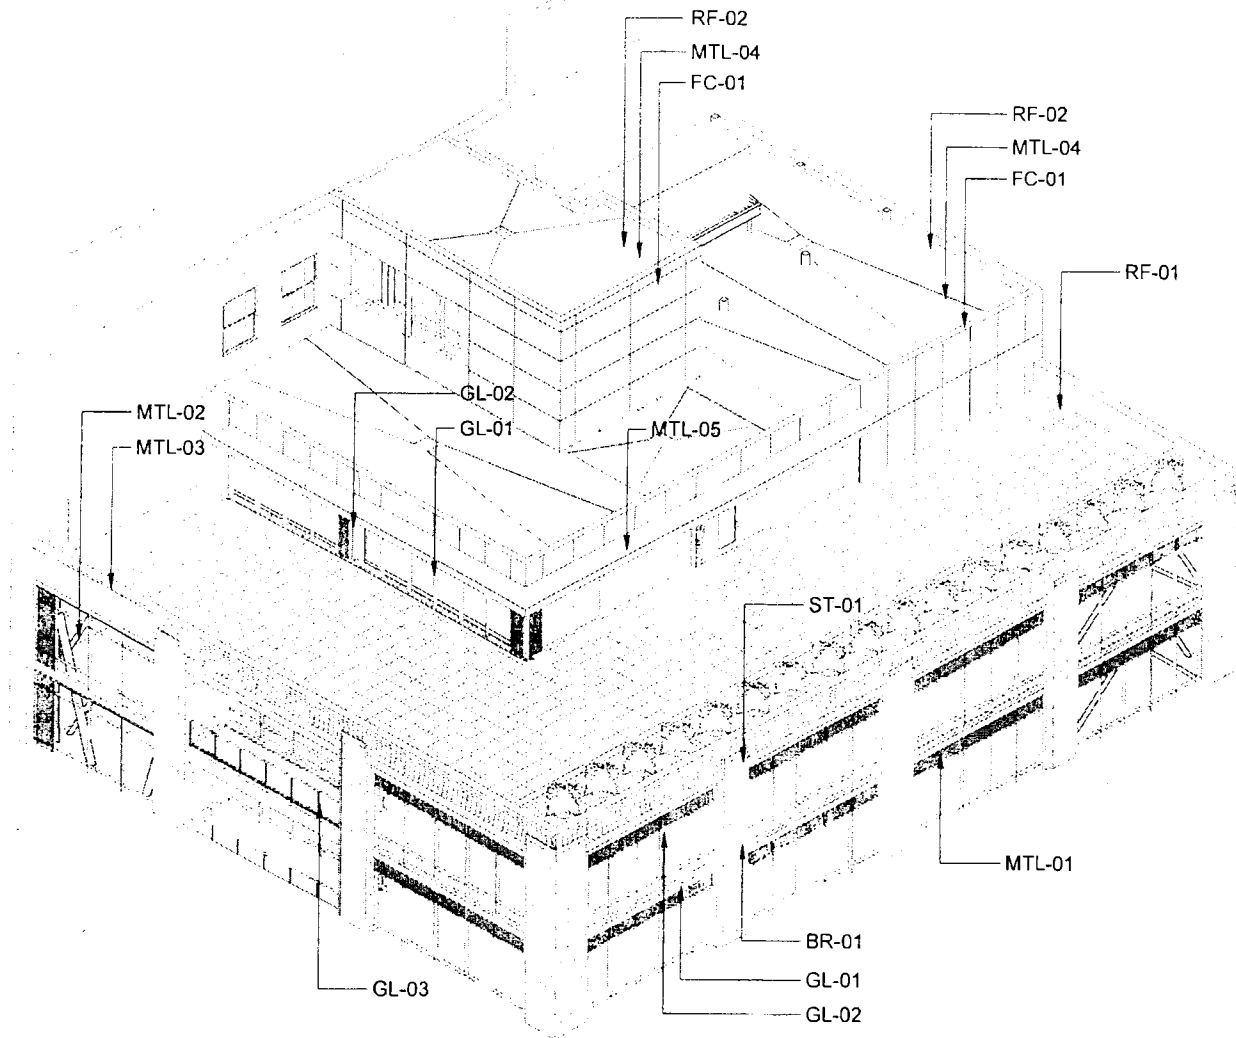 RF-02
MTL-04
FC-01
RF-02
MTL-04
FC-01
RF-01
GL-02
MTL-02
GL-01
MTL-05
MTL-03
ST-01
MTL-01
BR-01
GL-01
GL-03
GL-02